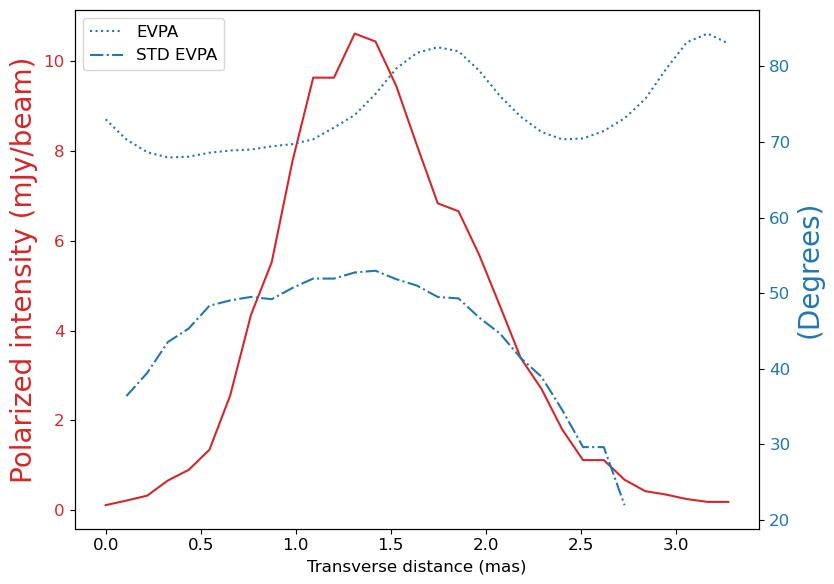 EVPA
STD EVPA
Polarized intensity (mJy/beam)
10
8
6
4
2
0
80
70
60
50
40
30
20
(Degrees)
0.0 0.5 1.0 1.5 2.0 2.5 3.0
Transverse distance (mas)